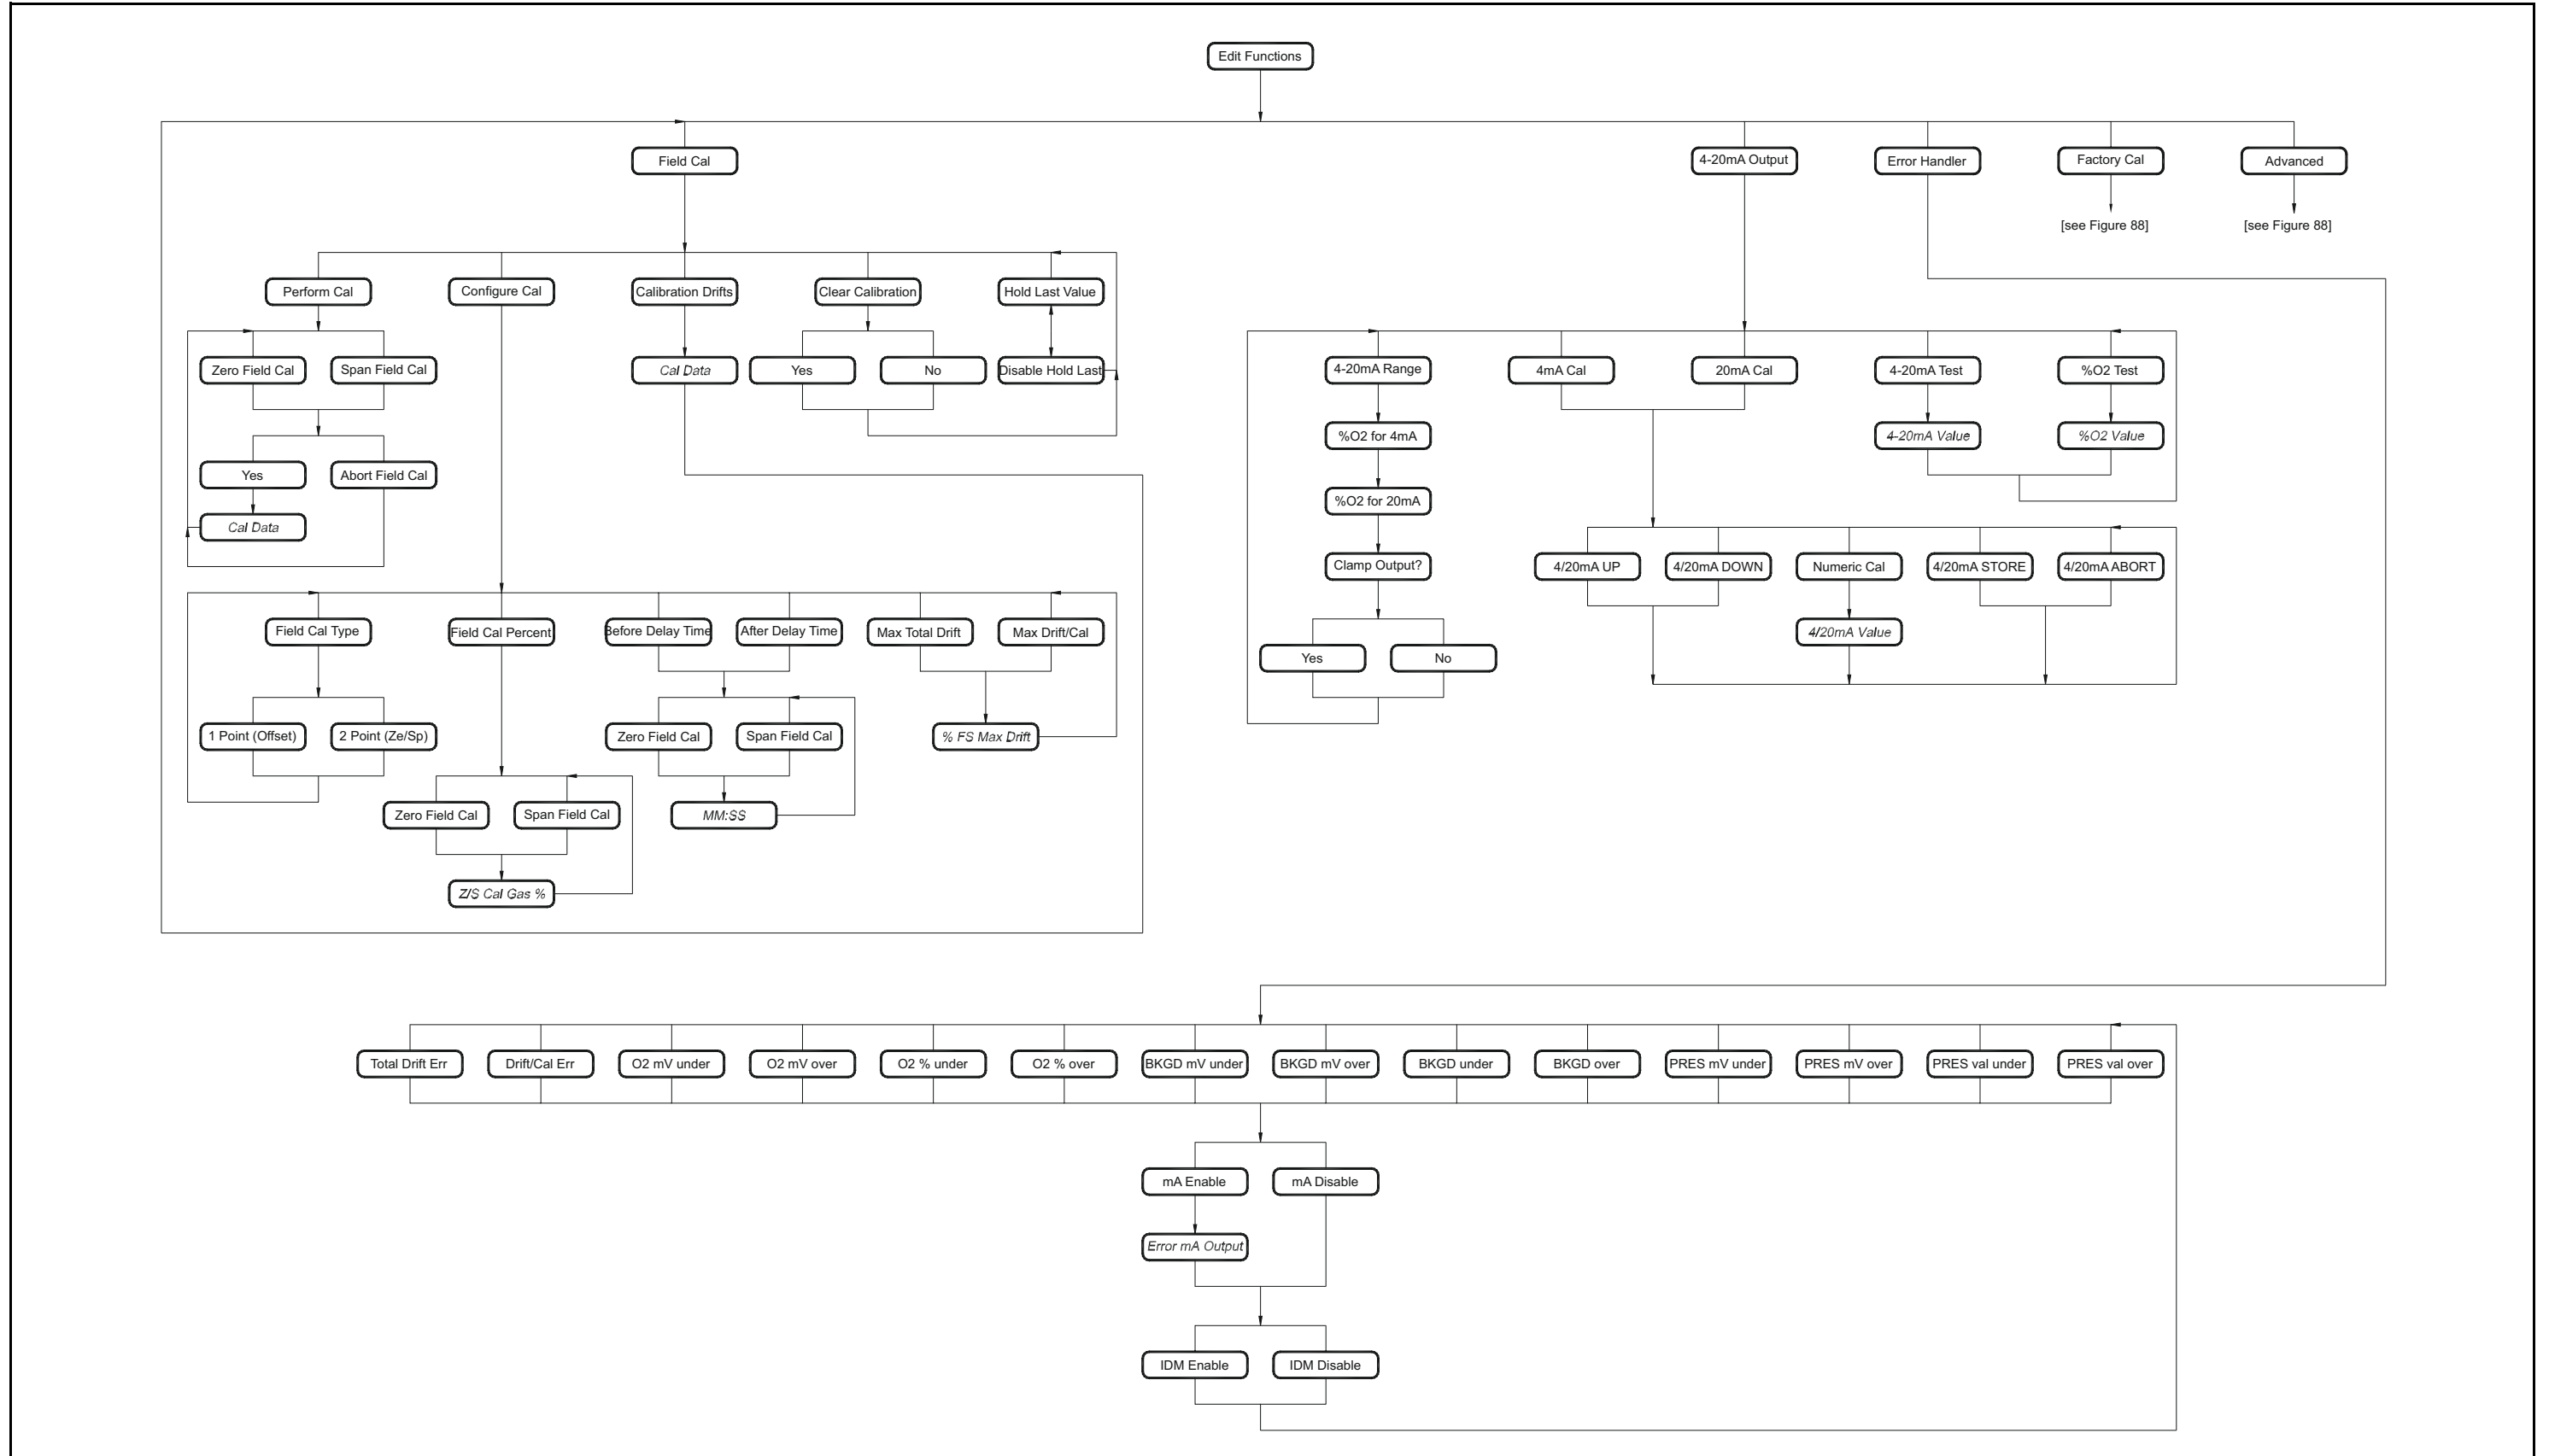 Edit Functions
Field Cal
4-20mA Output
Error Handler
Factory Cal
Advanced
[see Figure 88]
[see Figure 88]
Perform Cal
Configure Cal
Calibration Drifts
Clear Calibration
Hold Last Value
Zero Field Cal
Span Field Cal
Cal Data
Yes
No
Disable Hold Last
4-20mA Range
4mA Cal
20mA Cal
4-20mA Test
%O2 Test
%O2 for 4mA
4-20mA Value
%O2 Value
Yes
Abort Field Cal
%O2 for 20mA
Cal Data
Clamp Output?
4/20mA UP
4/20mA DOWN
Numeric Cal
4/20mA STORE
4/20mA ABORT
Field Cal Type
Field Cal Percent
Before Delay Time
After Delay Time
Max Total Drift
Max Drift/Cal
4/20mA Value
Yes
No
1 Point (Offset)
2 Point (Ze/Sp)
Zero Field Cal
Span Field Cal
% FS Max Drift
Zero Field Cal
Span Field Cal
MM:SS
Z/S Cal Gas %
Total Drift Err
Drift/Cal Err
O2 mV under
O2 mV over
O2 % under
O2 % over
BKGD mV under
BKGD mV over
BKGD under
BKGD over
PRES mV under
PRES mV over
PRES val under
PRES val over
mA Enable
mA Disable
Error mA Output
IDM Enable
IDM Disable